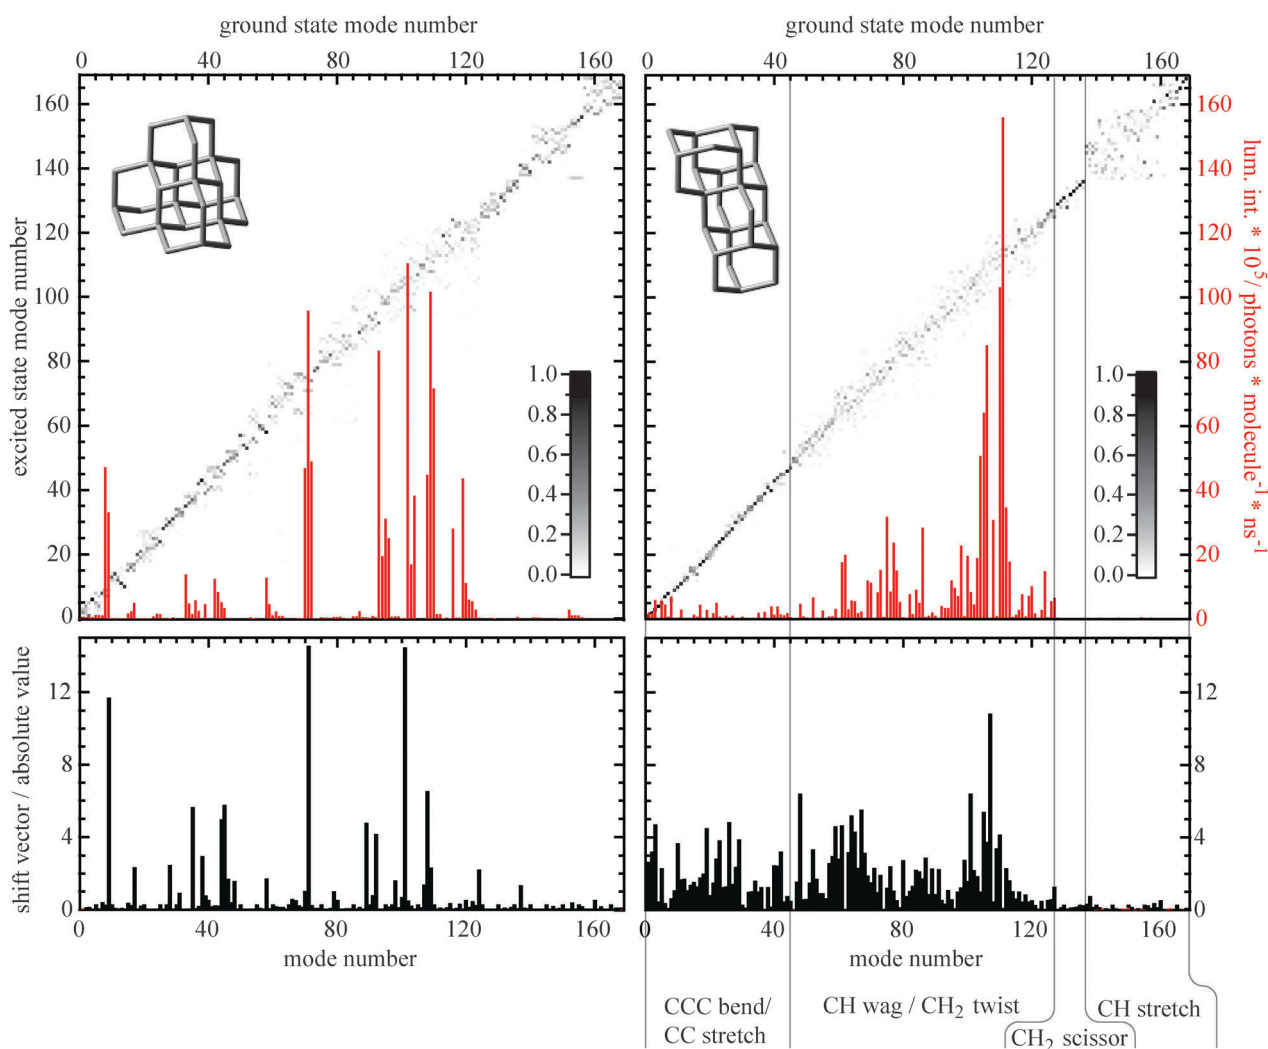 ground state mode number
ground state mode number
0 40 80 120 160
0 40 80 120 160
excited state mode number
160
140
120
100
80
60
40
20
0
1.0
0.8
0.6
0.4
0.2
0.0
1.0
0.8
0.6
0.4
0.2
0.0
160
140
120
100
80
60
40
20
0
lum. int. * 10^5/ photons * molecule^-1 * ns^-1
shift vector / absolute value
12
8
4
0
12
8
4
0
0 40 80 120 160
0 40 80 120 160
mode number
mode number
CCC bend/
CC stretch
CH wag / CH2 twist
CH2 scissor
CH stretch